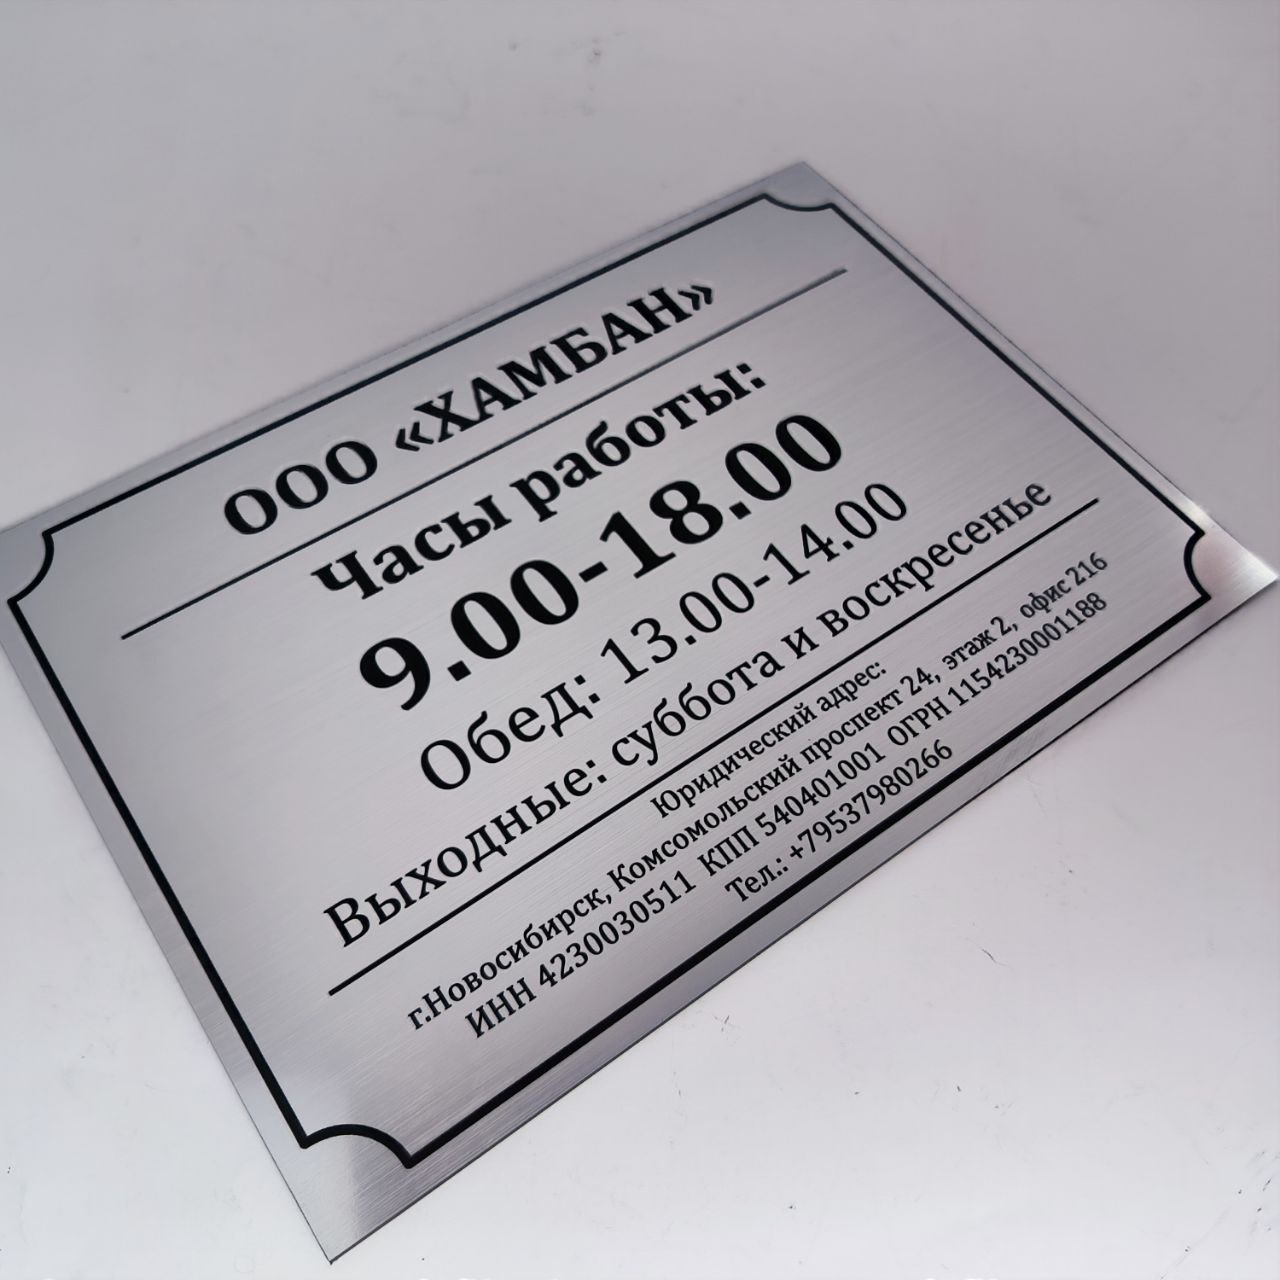 ООО «ХАМБАН»
Часы работы:
9.00-18.00
Обед: 13.00-14.00
Выходные: суббота и воскресенье
Юридический адрес:
г.Новосибирск, Комсомольский проспект 24, этаж 2, офис 216
ИНН 4230030511 КПП 540401001 ОГРН 1154230001188
Тел.: +79537980266